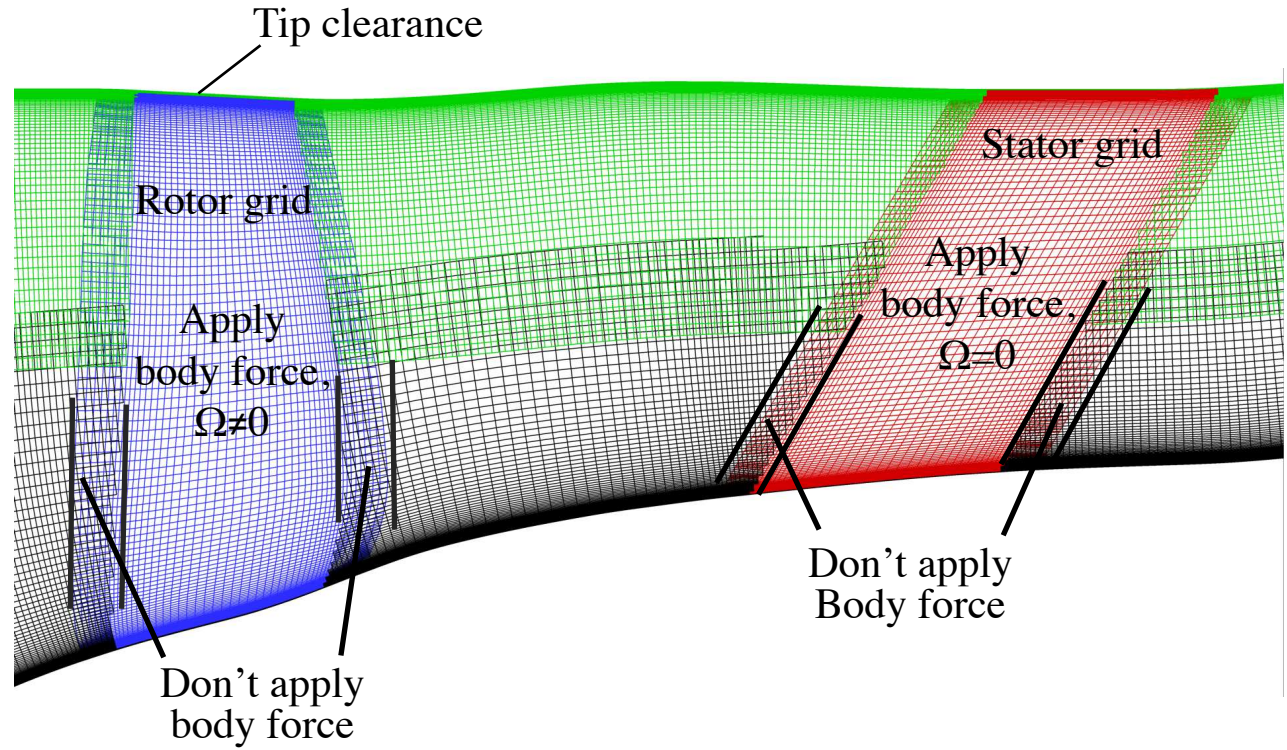 Tip clearance
Stator grid
Rotor grid
Apply
body force,
Ω=0
Apply
body force,
Ω≠0
Don’t apply
Body force
Don’t apply
body force